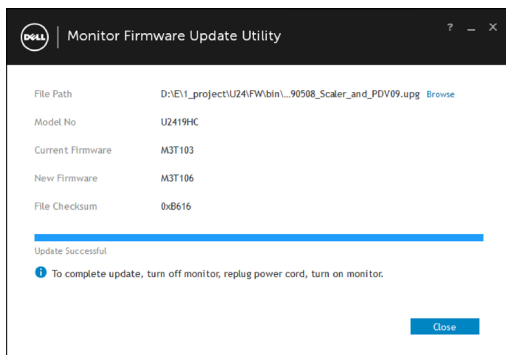 DELL Monitor Firmware Update Utility ? _ X
File Path D:\E\1_project\U24\FW\bin\...90508_Scaler_and_PDV09.upg Browse
Model No U2419HC
Current Firmware M3T103
New Firmware M3T106
File Checksum 0xB616
Update Successful
i To complete update, turn off monitor, replug power cord, turn on monitor.
Close